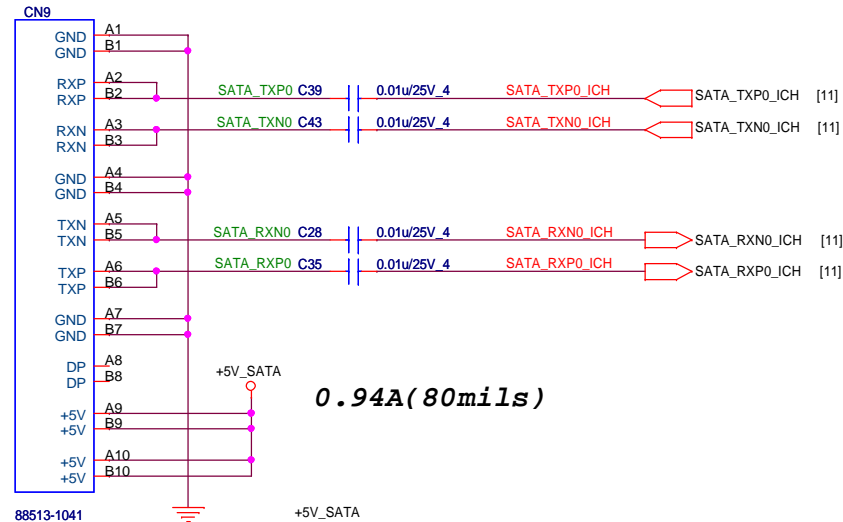 CN9
GND A1
GND B1
RXP A2
RXP B2
SATA_TXP0 C39 0.01u/25V_4 SATA_TXP0_ICH SATA_TXP0_ICH [11]
RXN A3
RXN B3
SATA_TXN0 C43 0.01u/25V_4 SATA_TXN0_ICH SATA_TXN0_ICH [11]
GND A4
GND B4
TXN A5
TXN B5
SATA_RXN0 C28 0.01u/25V_4 SATA_RXN0_ICH SATA_RXN0_ICH [11]
TXP A6
TXP B6
SATA_RXP0 C35 0.01u/25V_4 SATA_RXP0_ICH SATA_RXP0_ICH [11]
GND A7
GND B7
DP A8
DP B8
+5V_SATA
0.94A(80mils)
+5V A9
+5V B9
+5V A10
+5V B10
88513-1041
+5V_SATA